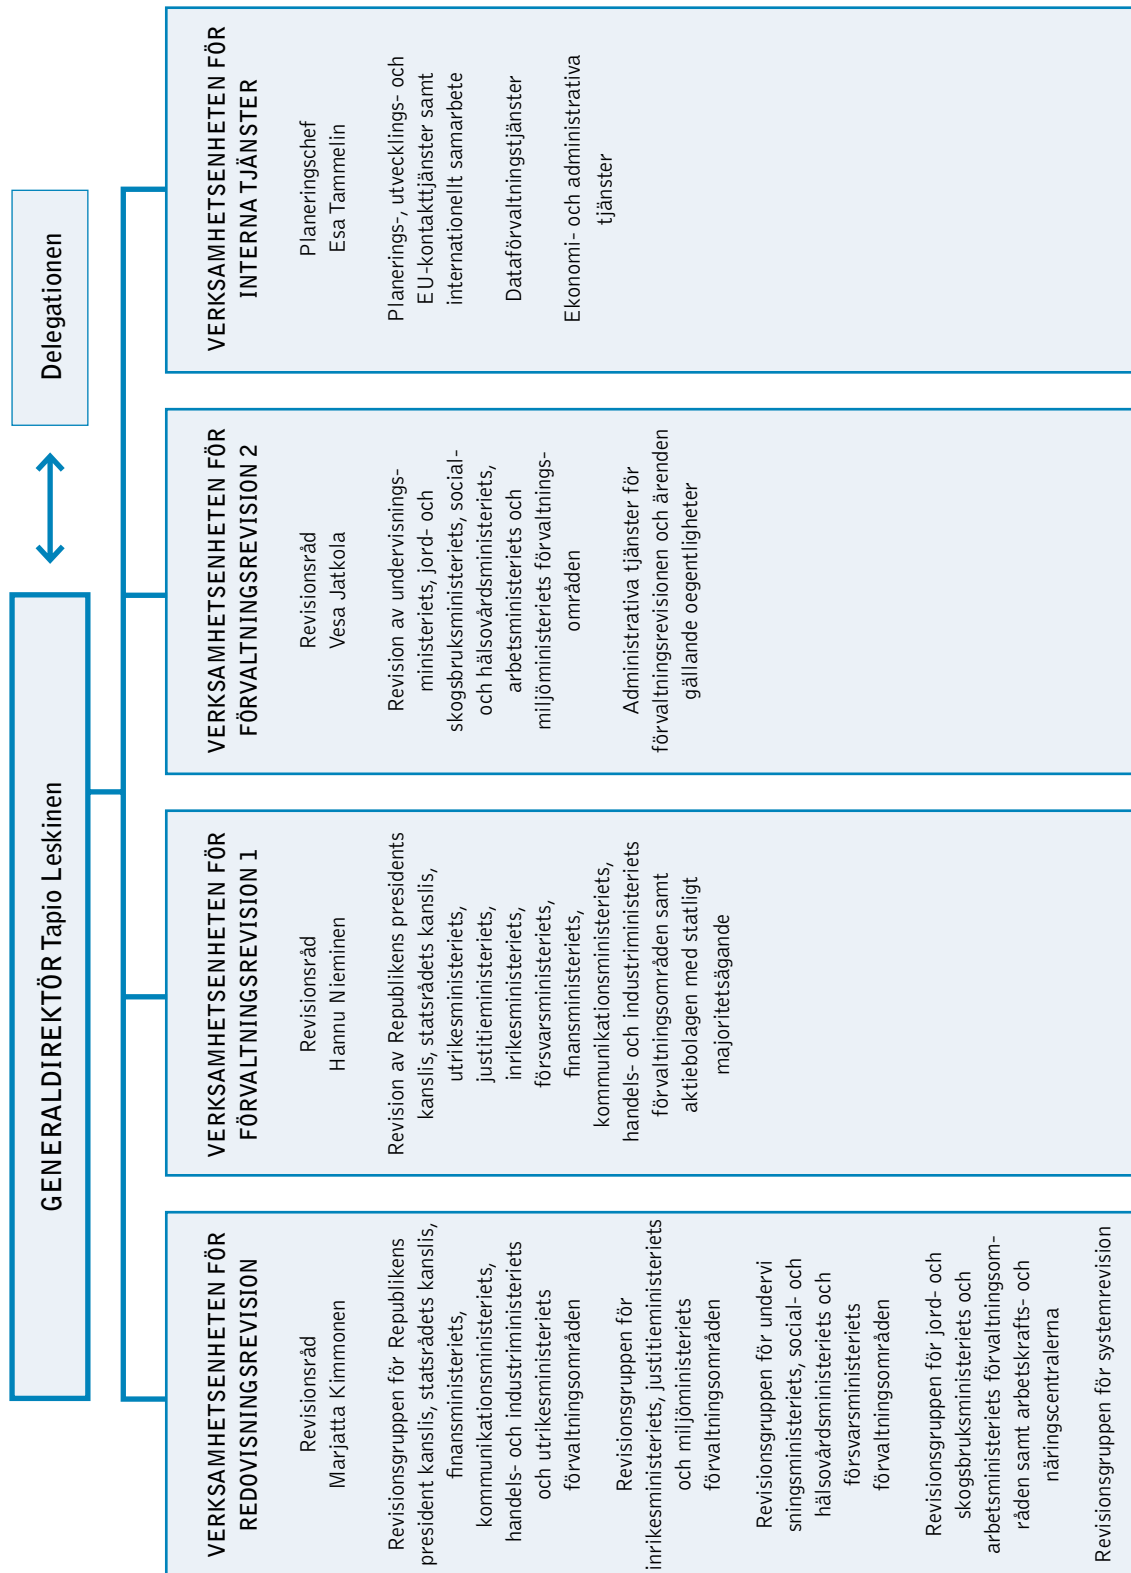 GENERALDIREKTÖR Tapio Leskinen
Delegationen
VERKSAMHETSENHETEN FÖR
REDOVISNINGSREVISION
Revisionsråd
Marjatta Kimmonen
Revisionsgruppen för Republikens
president kanslis, statsrådets kanslis,
finansministeriets,
kommunikationsministeriets,
handels- och industriministeriets
och utrikesministeriets
förvaltningsområden
Revisionsgruppen för
inrikesministeriets, justitieministeriets
och miljöministeriets
förvaltningsområden
Revisionsgruppen för undervi
sningsministeriets, social- och
hälsovårdsministeriets och
försvarsministeriets
förvaltningsområden
Revisionsgruppen för jord- och
skogsbruksministeriets och
arbetsministeriets förvaltningsom-
råden samt arbetskrafts- och
näringscentralerna
Revisionsgruppen för systemrevision
VERKSAMHETSENHETEN FÖR
FÖRVALTNINGSREVISION 1
Revisionsråd
Hannu Nieminen
Revision av Republikens presidents
kanslis, statsrådets kanslis,
utrikesministeriets,
justitieministeriets,
inrikesministeriets,
försvarsministeriets,
finansministeriets,
kommunikationsministeriets,
handels- och industriministeriets
förvaltningsområden samt
aktiebolagen med statligt
majoritetsägande
VERKSAMHETSENHETEN FÖR
FÖRVALTNINGSREVISION 2
Revisionsråd
Vesa Jatkola
Revision av undervisnings-
ministeriets, jord- och
skogsbruksministeriets, social-
och hälsovårdsministeriets,
arbetsministeriets och
miljöministeriets förvaltnings-
områden
Administrativa tjänster för
förvaltningsrevisionen och ärenden
gällande oegentligheter
VERKSAMHETSENHETEN FÖR
INTERNA TJÄNSTER
Planeringschef
Esa Tammelin
Planerings-, utvecklings- och
EU-kontakttjänster samt
internationellt samarbete
Dataförvaltningstjänster
Ekonomi- och administrativa
tjänster